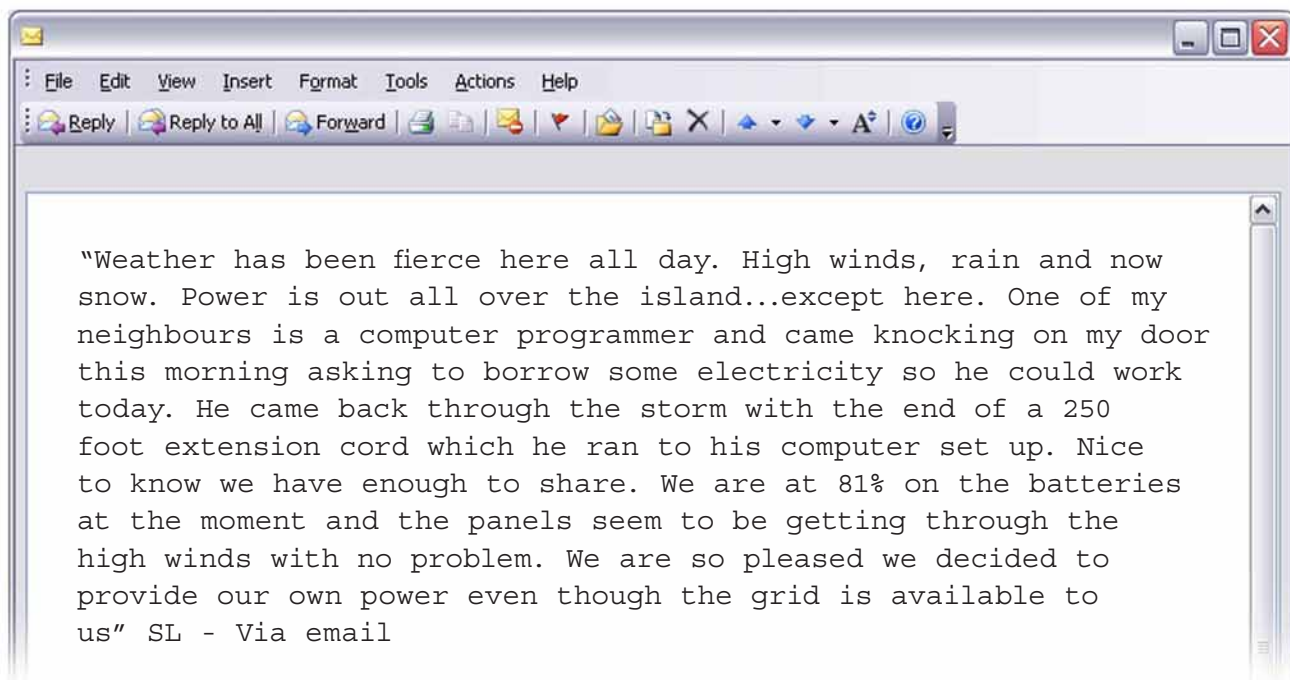 File Edit View Insert Format Tools Actions Help
Reply Reply to All Forward A
“Weather has been fierce here all day. High winds, rain and now
snow. Power is out all over the island...except here. One of my
neighbours is a computer programmer and came knocking on my door
this morning asking to borrow some electricity so he could work
today. He came back through the storm with the end of a 250
foot extension cord which he ran to his computer set up. Nice
to know we have enough to share. We are at 81% on the batteries
at the moment and the panels seem to be getting through the
high winds with no problem. We are so pleased we decided to
provide our own power even though the grid is available to
us” SL - Via email